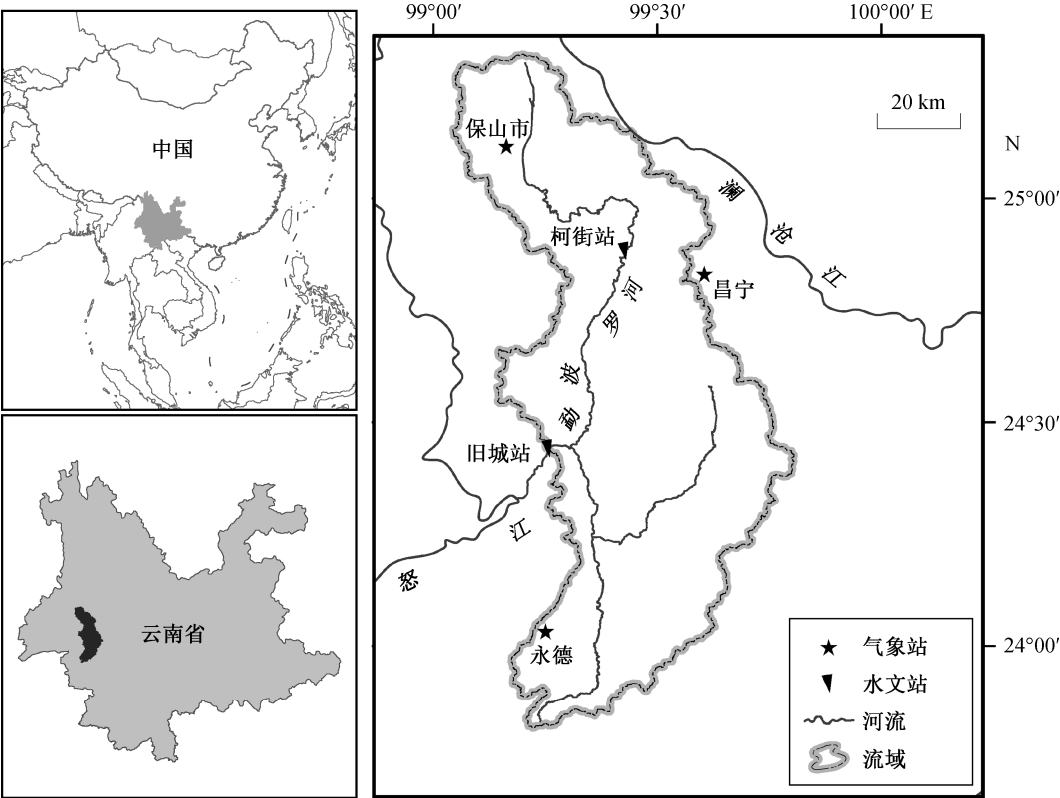 99°00′
99°30′
100°00′ E
中国
20 km
N
保山市
澜沧江
25°00′
柯街站
昌宁
勐波罗河
24°30′
旧城站
怒江
云南省
永德
24°00′
气象站
水文站
河流
流域